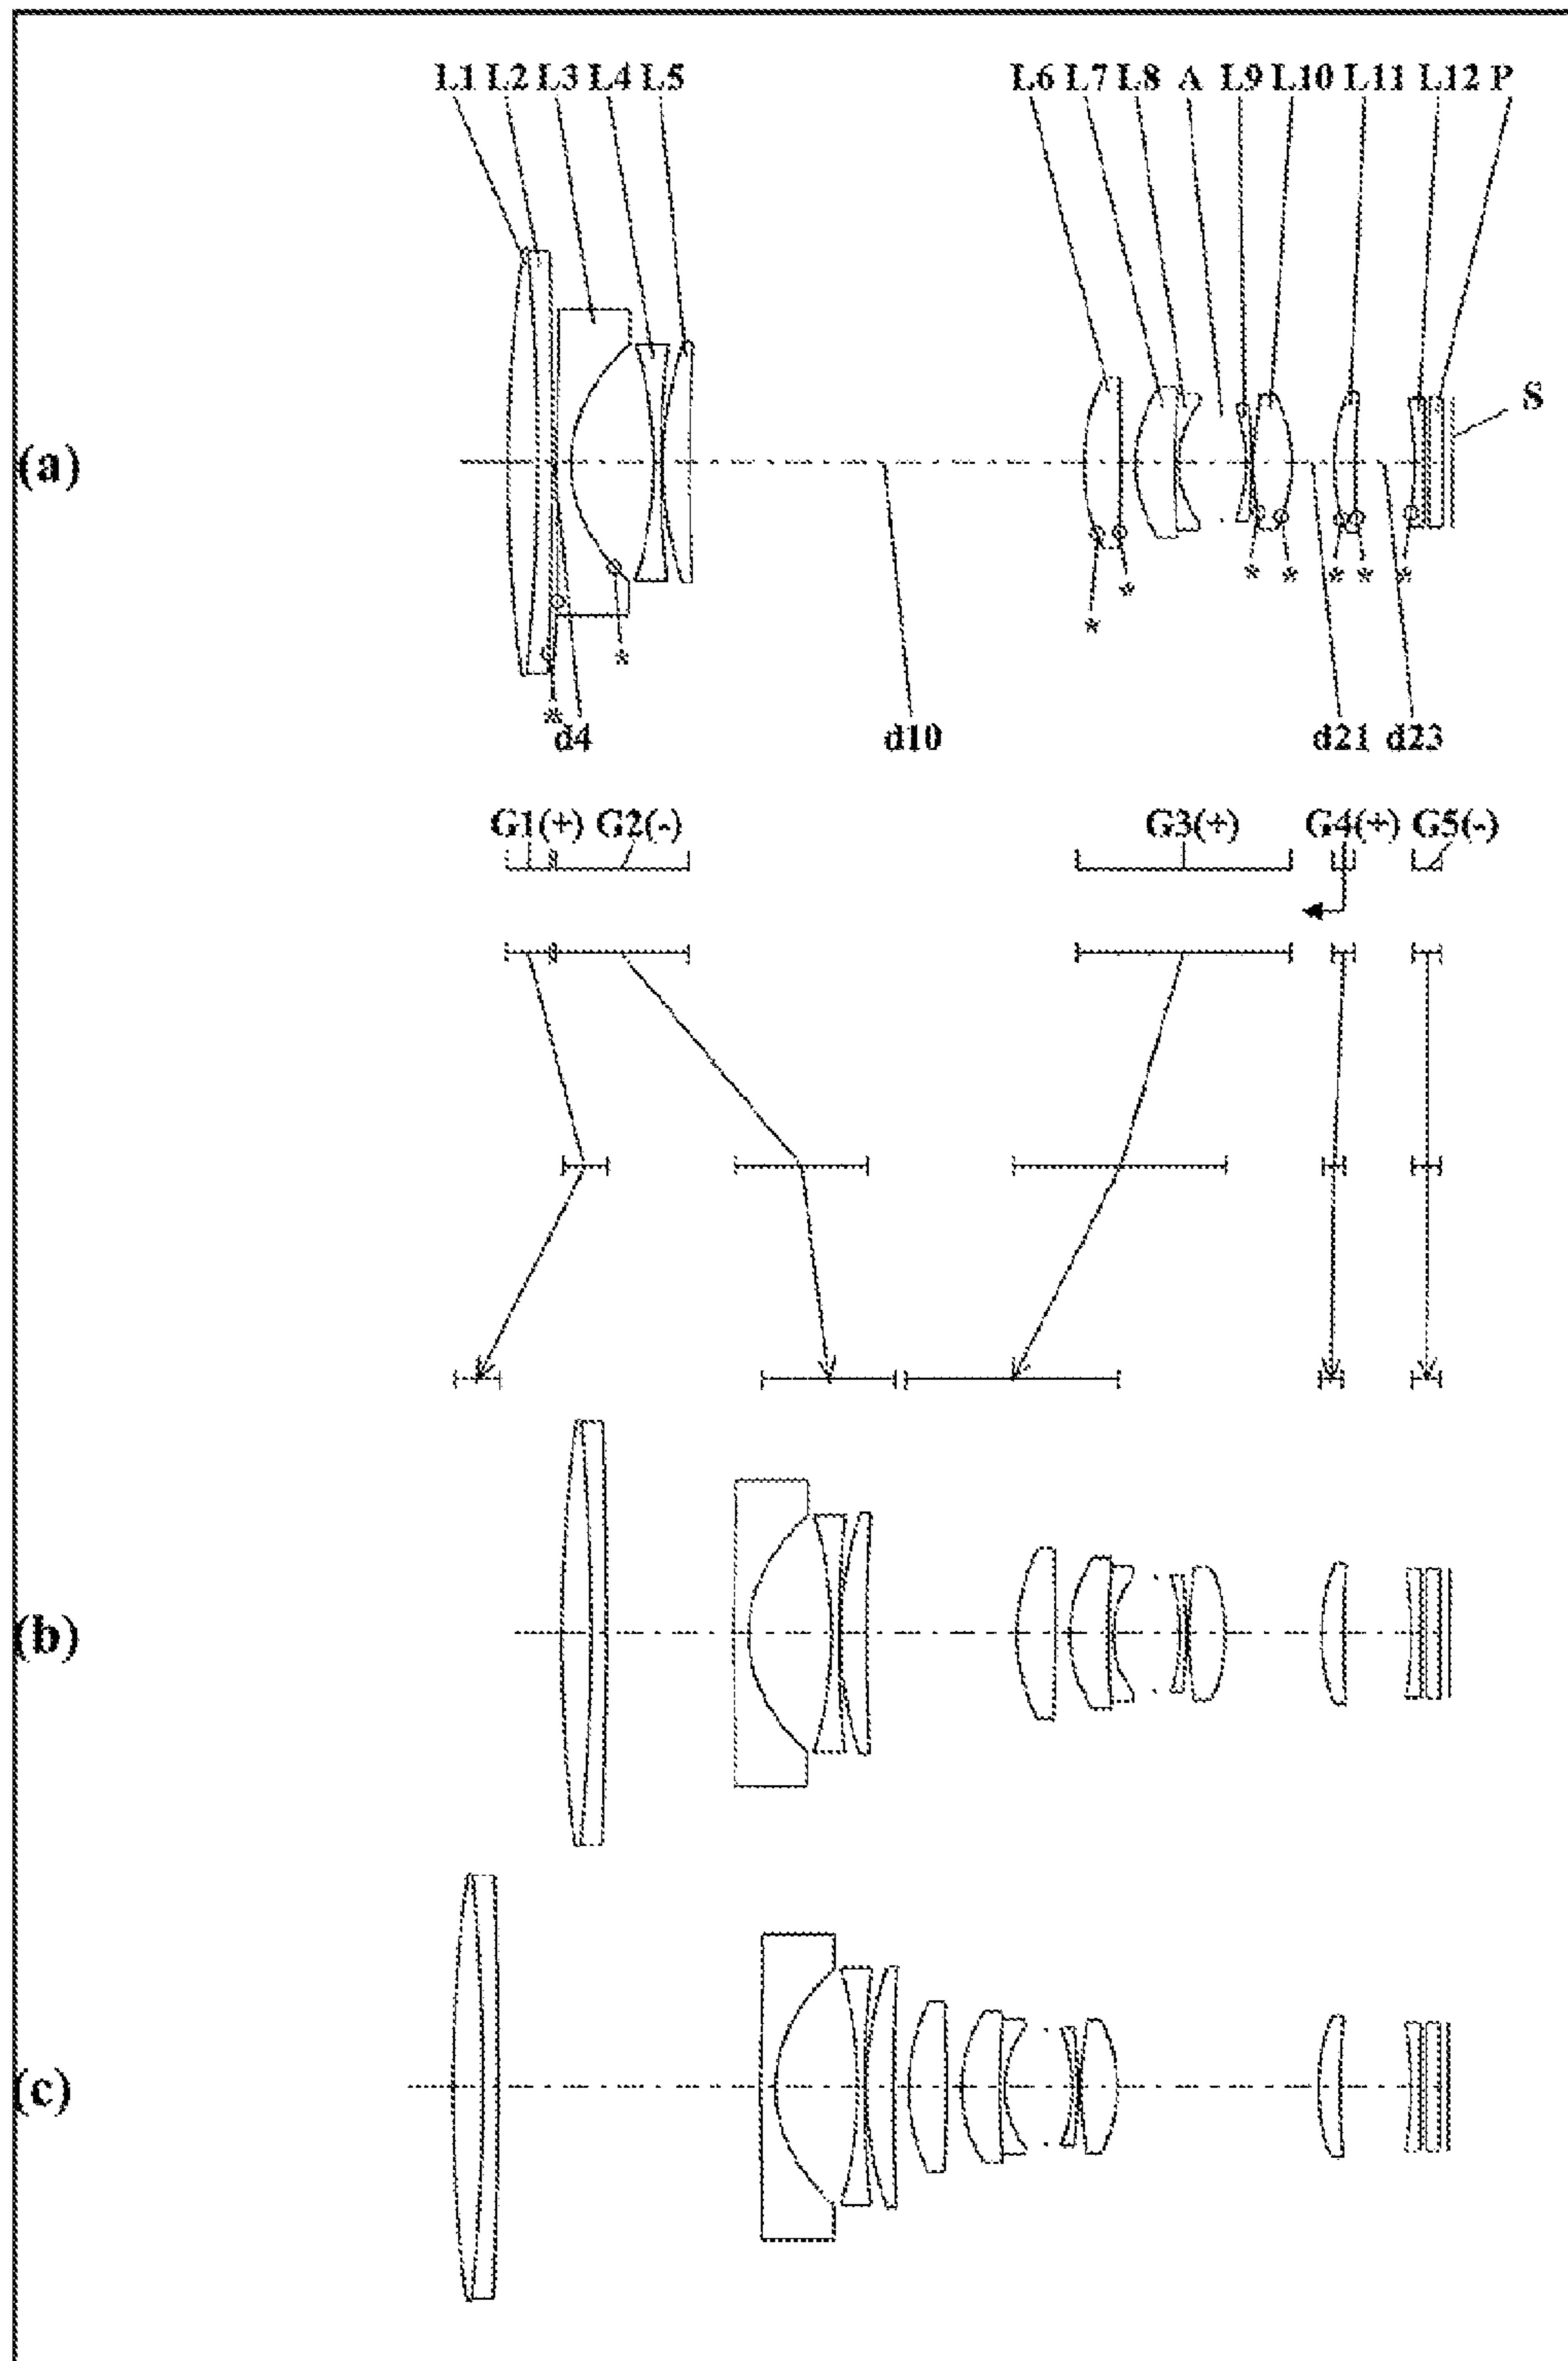 L1 L2 L3 L4 L5 L6 L7 L8 A L9 L10 L11 L12 P
S
(a)
* * * * * * * * * *
d4 d10 d21 d23
G1(+) G2(-) G3(+) G4(+) G5(-)
(b)
(c)